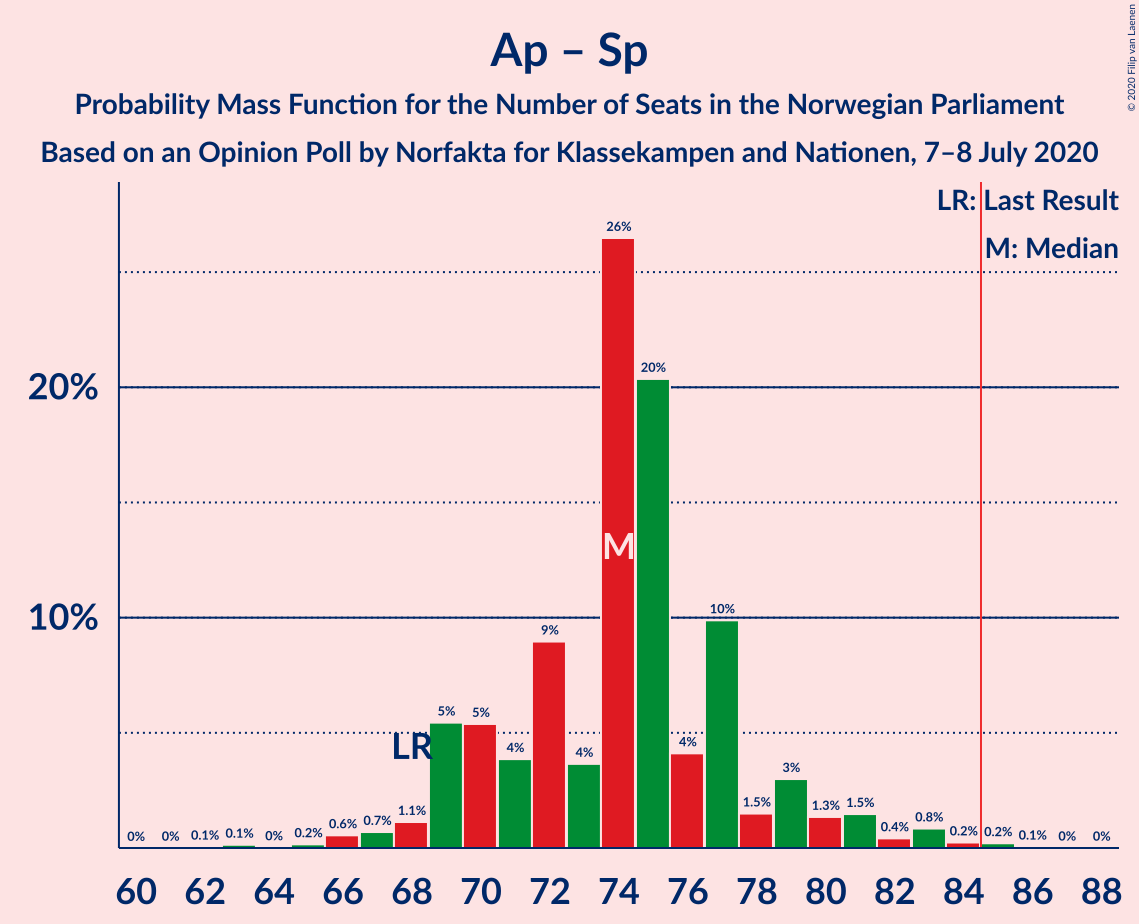 Ap – Sp
Probability Mass Function for the Number of Seats in the Norwegian Parliament
Based on an Opinion Poll by Norfakta for Klassekampen and Nationen, 7–8 July 2020
© 2020 Filip van Laenen
LR: Last Result
M: Median
20%
10%
0% 0% 0.1% 0.1% 0% 0.2% 0.6% 0.7% 1.1% 5% 5% 4% 9% 4% 26% 20% 4% 10% 1.5% 3% 1.3% 1.5% 0.4% 0.8% 0.2% 0.2% 0.1% 0% 0%
LR
M
60 62 64 66 68 70 72 74 76 78 80 82 84 86 88